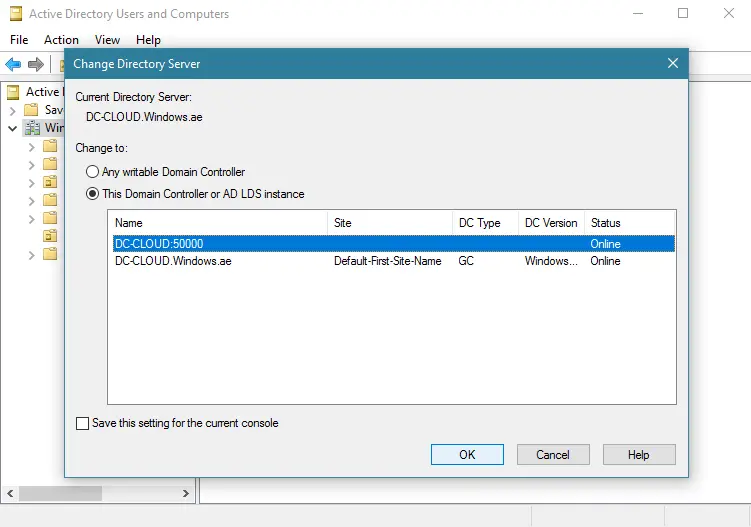 Active Directory Users and Computers
File Action View Help
Change Directory Server
Active
Sav
Win
Current Directory Server:
DC-CLOUD.Windows.ae
Change to:
Any writable Domain Controller
This Domain Controller or AD LDS instance
Name Site DC Type DC Version Status
DC-CLOUD:50000 Online
DC-CLOUD.Windows.ae Default-First-Site-Name GC Windows... Online
Save this setting for the current console
OK Cancel Help